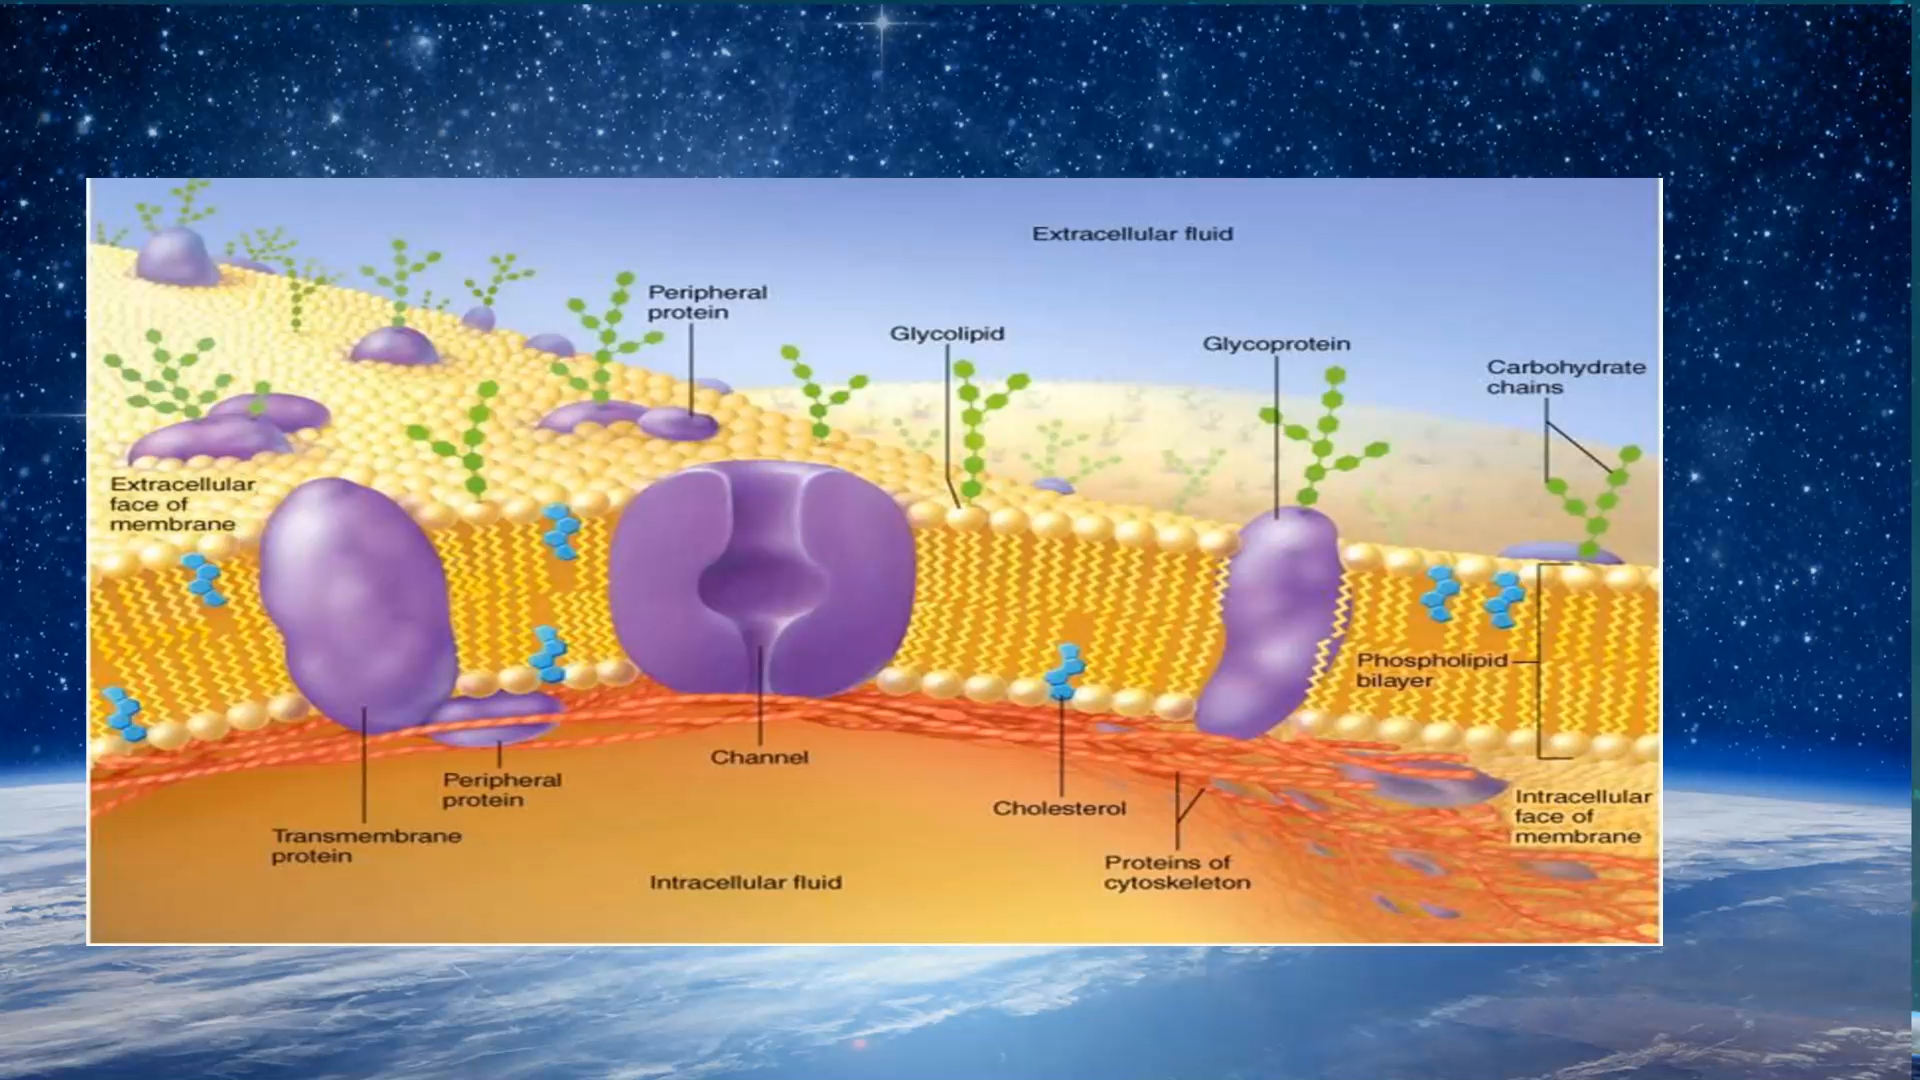 Extracellular fluid
Peripheral
protein
Glycolipid
Glycoprotein
Carbohydrate
chains
Extracellular
face of
membrane
Phospholipid
bilayer
Channel
Peripheral
protein
Cholesterol
Intracellular
face of
membrane
Transmembrane
protein
Proteins of
cytoskeleton
Intracellular fluid